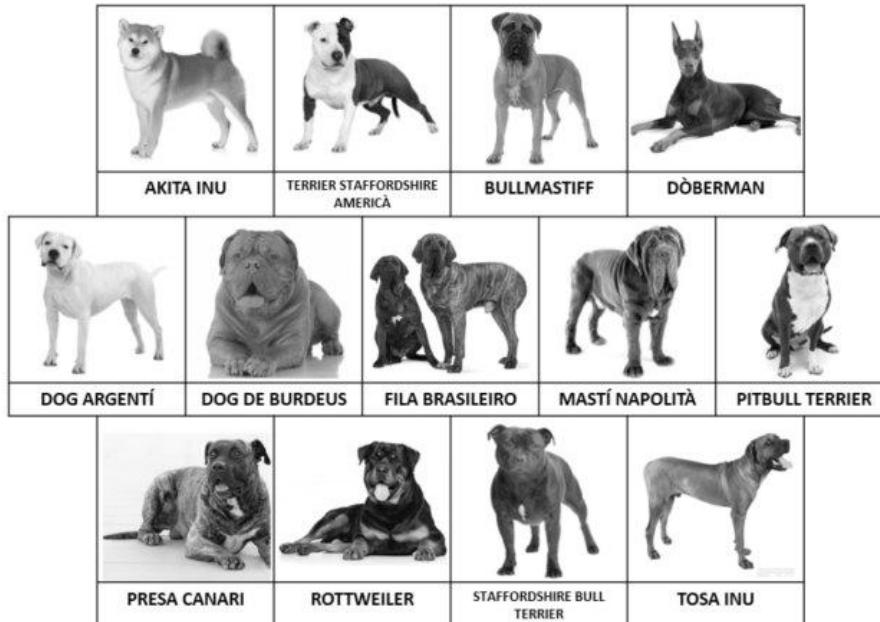 AKITA INU
TERRIER STAFFORDSHIRE
AMERICÀ
BULLMASTIFF
DÒBERMAN
DOG ARGENTÍ
DOG DE BURDEUS
FILA BRASILEIRO
MASTÍ NAPOLITÀ
PITBULL TERRIER
PRESA CANARI
ROTTWEILER
STAFFORDSHIRE BULL
TERRIER
TOSA INU